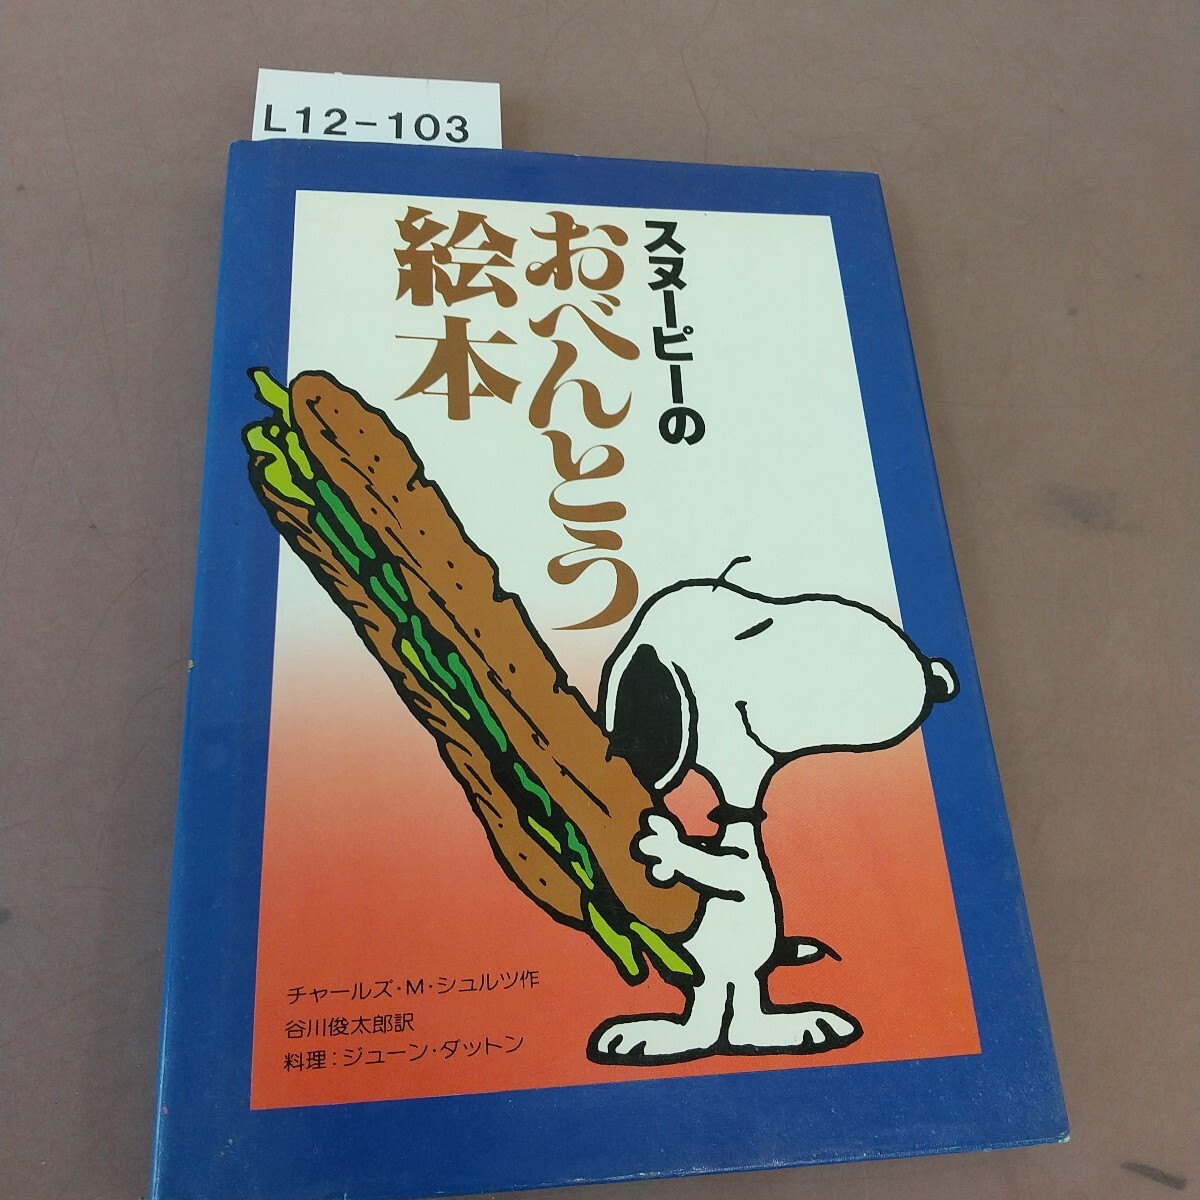 L12-103
スヌーピーの
おべんとう
絵本
チャールズ・M・シュルツ作
谷川俊太郎訳
料理：ジューン・ダットン